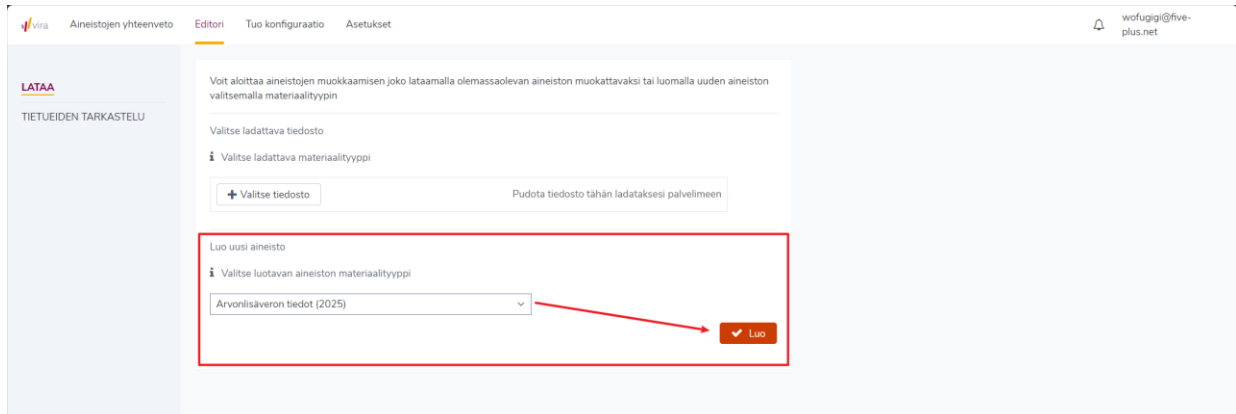 vira Aineistojen yhteenveto Editori Tuo konfiguraatio Asetukset wofugigi@five-
plus.net
LATAA
TIETUEIDEN TARKASTELU
Voit aloittaa aineistojen muokkaamisen joko lataamalla olemassaolevan aineiston muokattavaksi tai luomalla uuden aineiston
valitsemalla materiaalityypin
Valitse ladattava tiedosto
i Valitse ladattava materiaalityyppi
+ Valitse tiedosto Pudota tiedosto tähän ladataksesi palvelimeen
Luo uusi aineisto
i Valitse luotavan aineiston materiaalityyppi
Arvonlisäveron tiedot (2025)
Luo